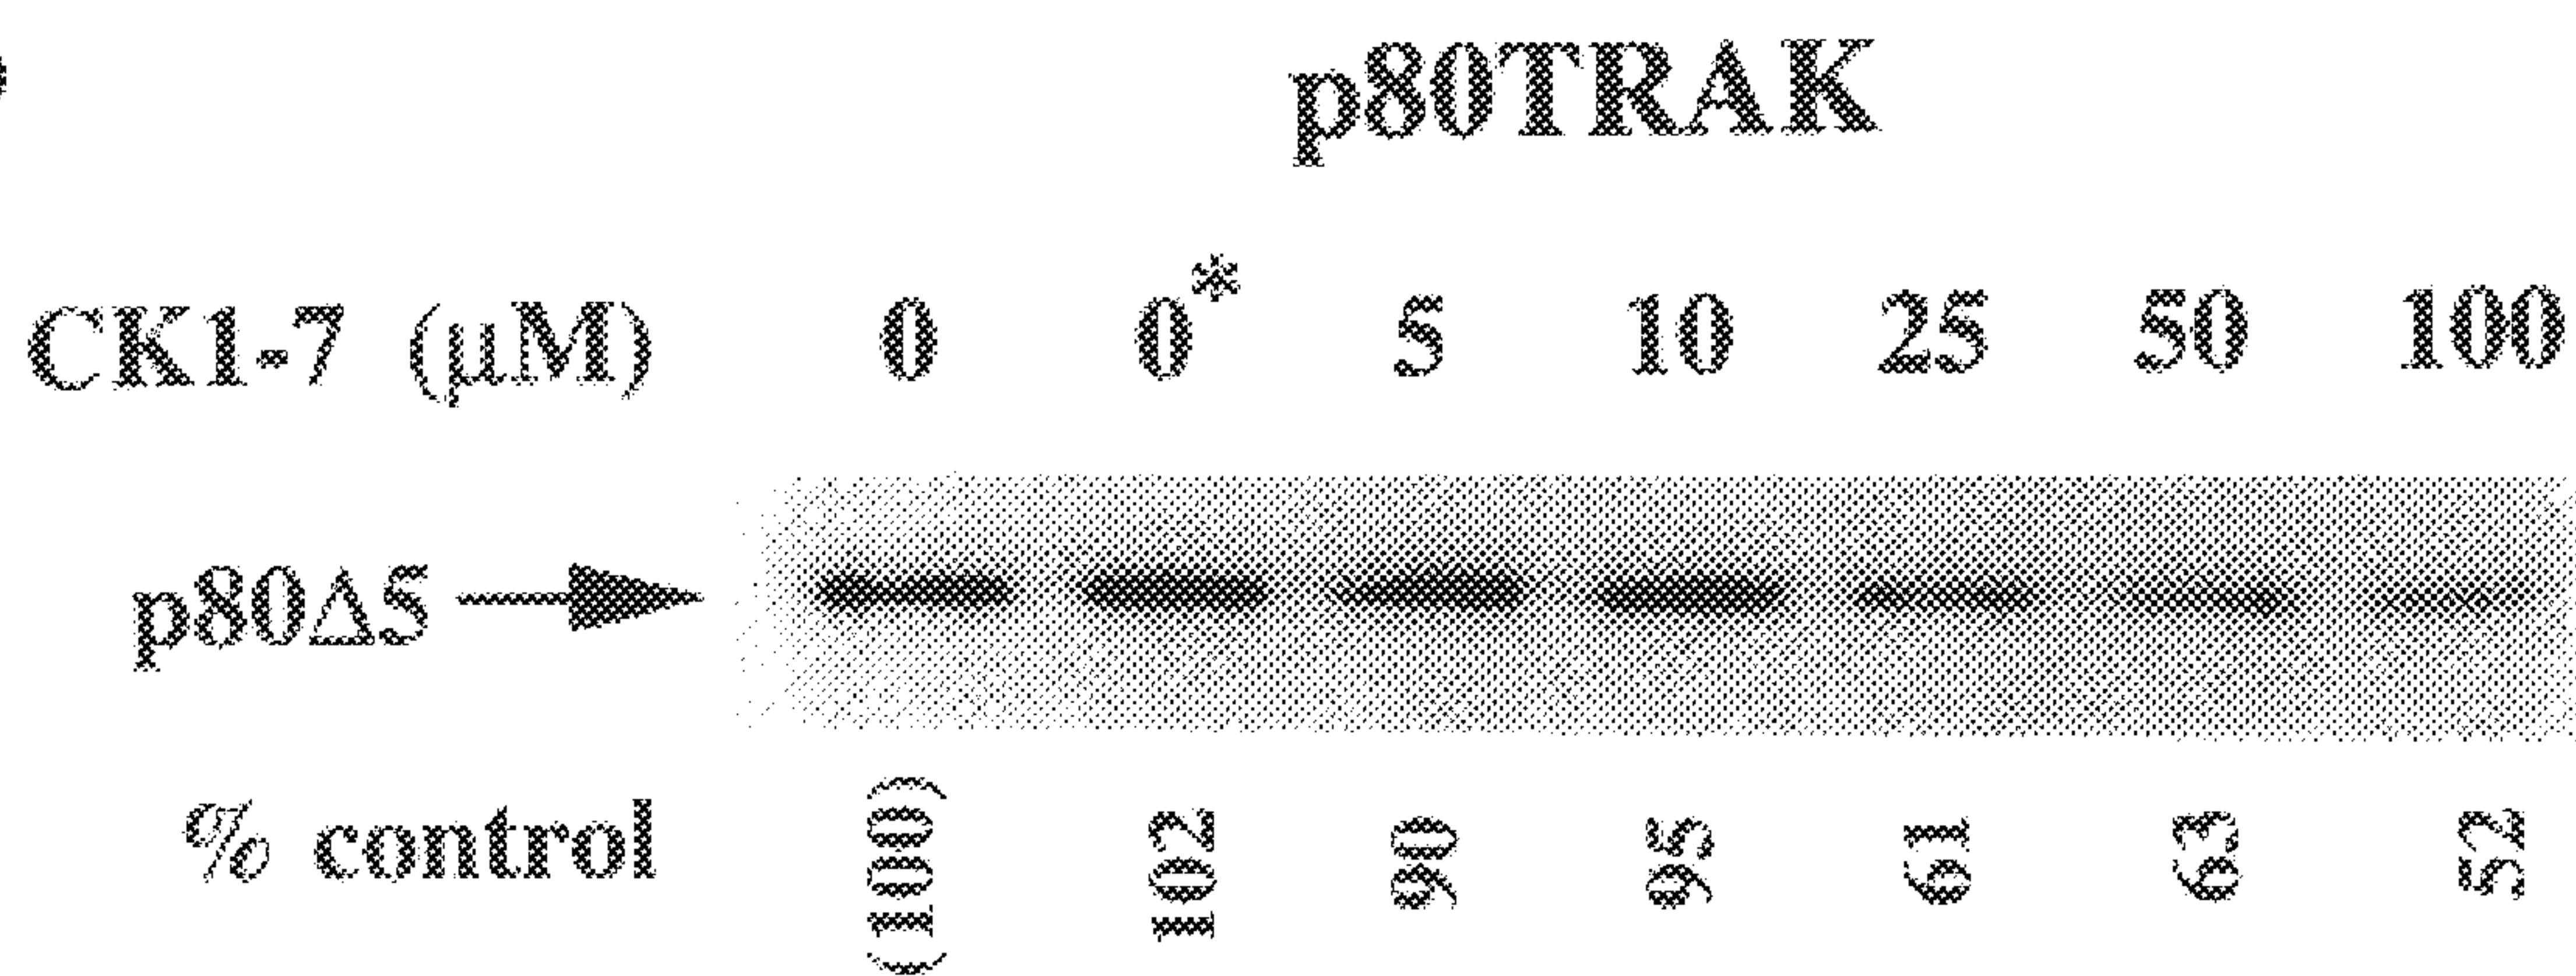 p80TRAK
CK1-7 (μM) 0 0* 5 10 25 50 100
p80Δ5
% control (100) 102 90 95 61 63 52